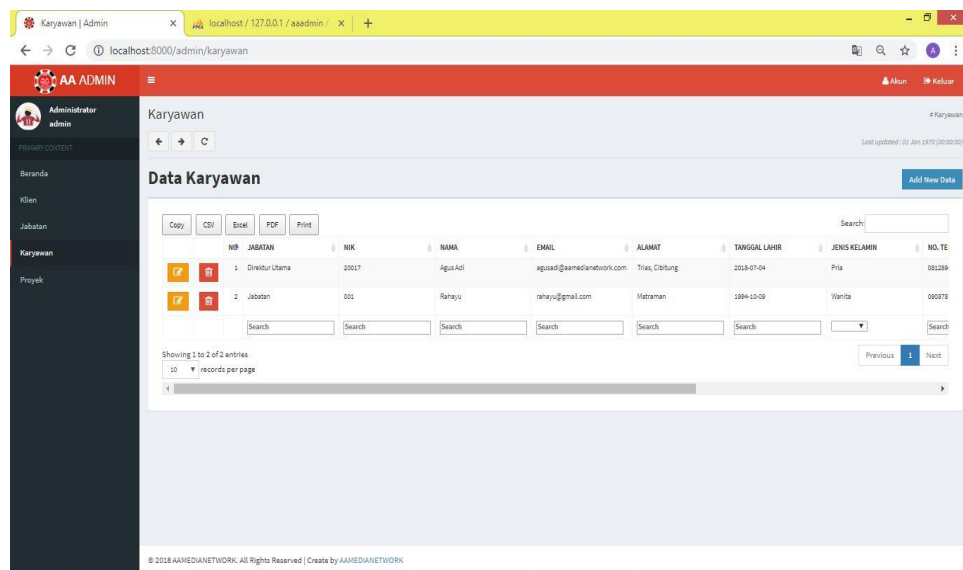 Karyawan | Admin
localhost / 127.0.0.1 / aaadmin /
localhost:8000/admin/karyawan
A
AA ADMIN
Akun
Keluar
Administrator
admin
PRIMARY CONTENT
Beranda
Klien
Jabatan
Karyawan
Proyek
Karyawan
# Karyawan
Last updated : 01 Jan 1970 (00:00:00)
Data Karyawan
Add New Data
Copy CSV Excel PDF Print
Search:
NO JABATAN NIK NAMA EMAIL ALAMAT TANGGAL LAHIR JENIS KELAMIN NO. TE
1 Direktur Utama 20017 Agus Adi agusadi@aamedianetwork.com Trias, Cibitung 2018-07-04 Pria 081289
2 Jabatan 001 Rahayu rahayu@gmail.com Matraman 1994-10-09 Wanita 090878
Search Search Search Search Search Search Search
Showing 1 to 2 of 2 entries
Previous 1 Next
10 records per page
© 2018 AAMEDIANETWORK. All Rights Reserved | Create by AAMEDIANETWORK